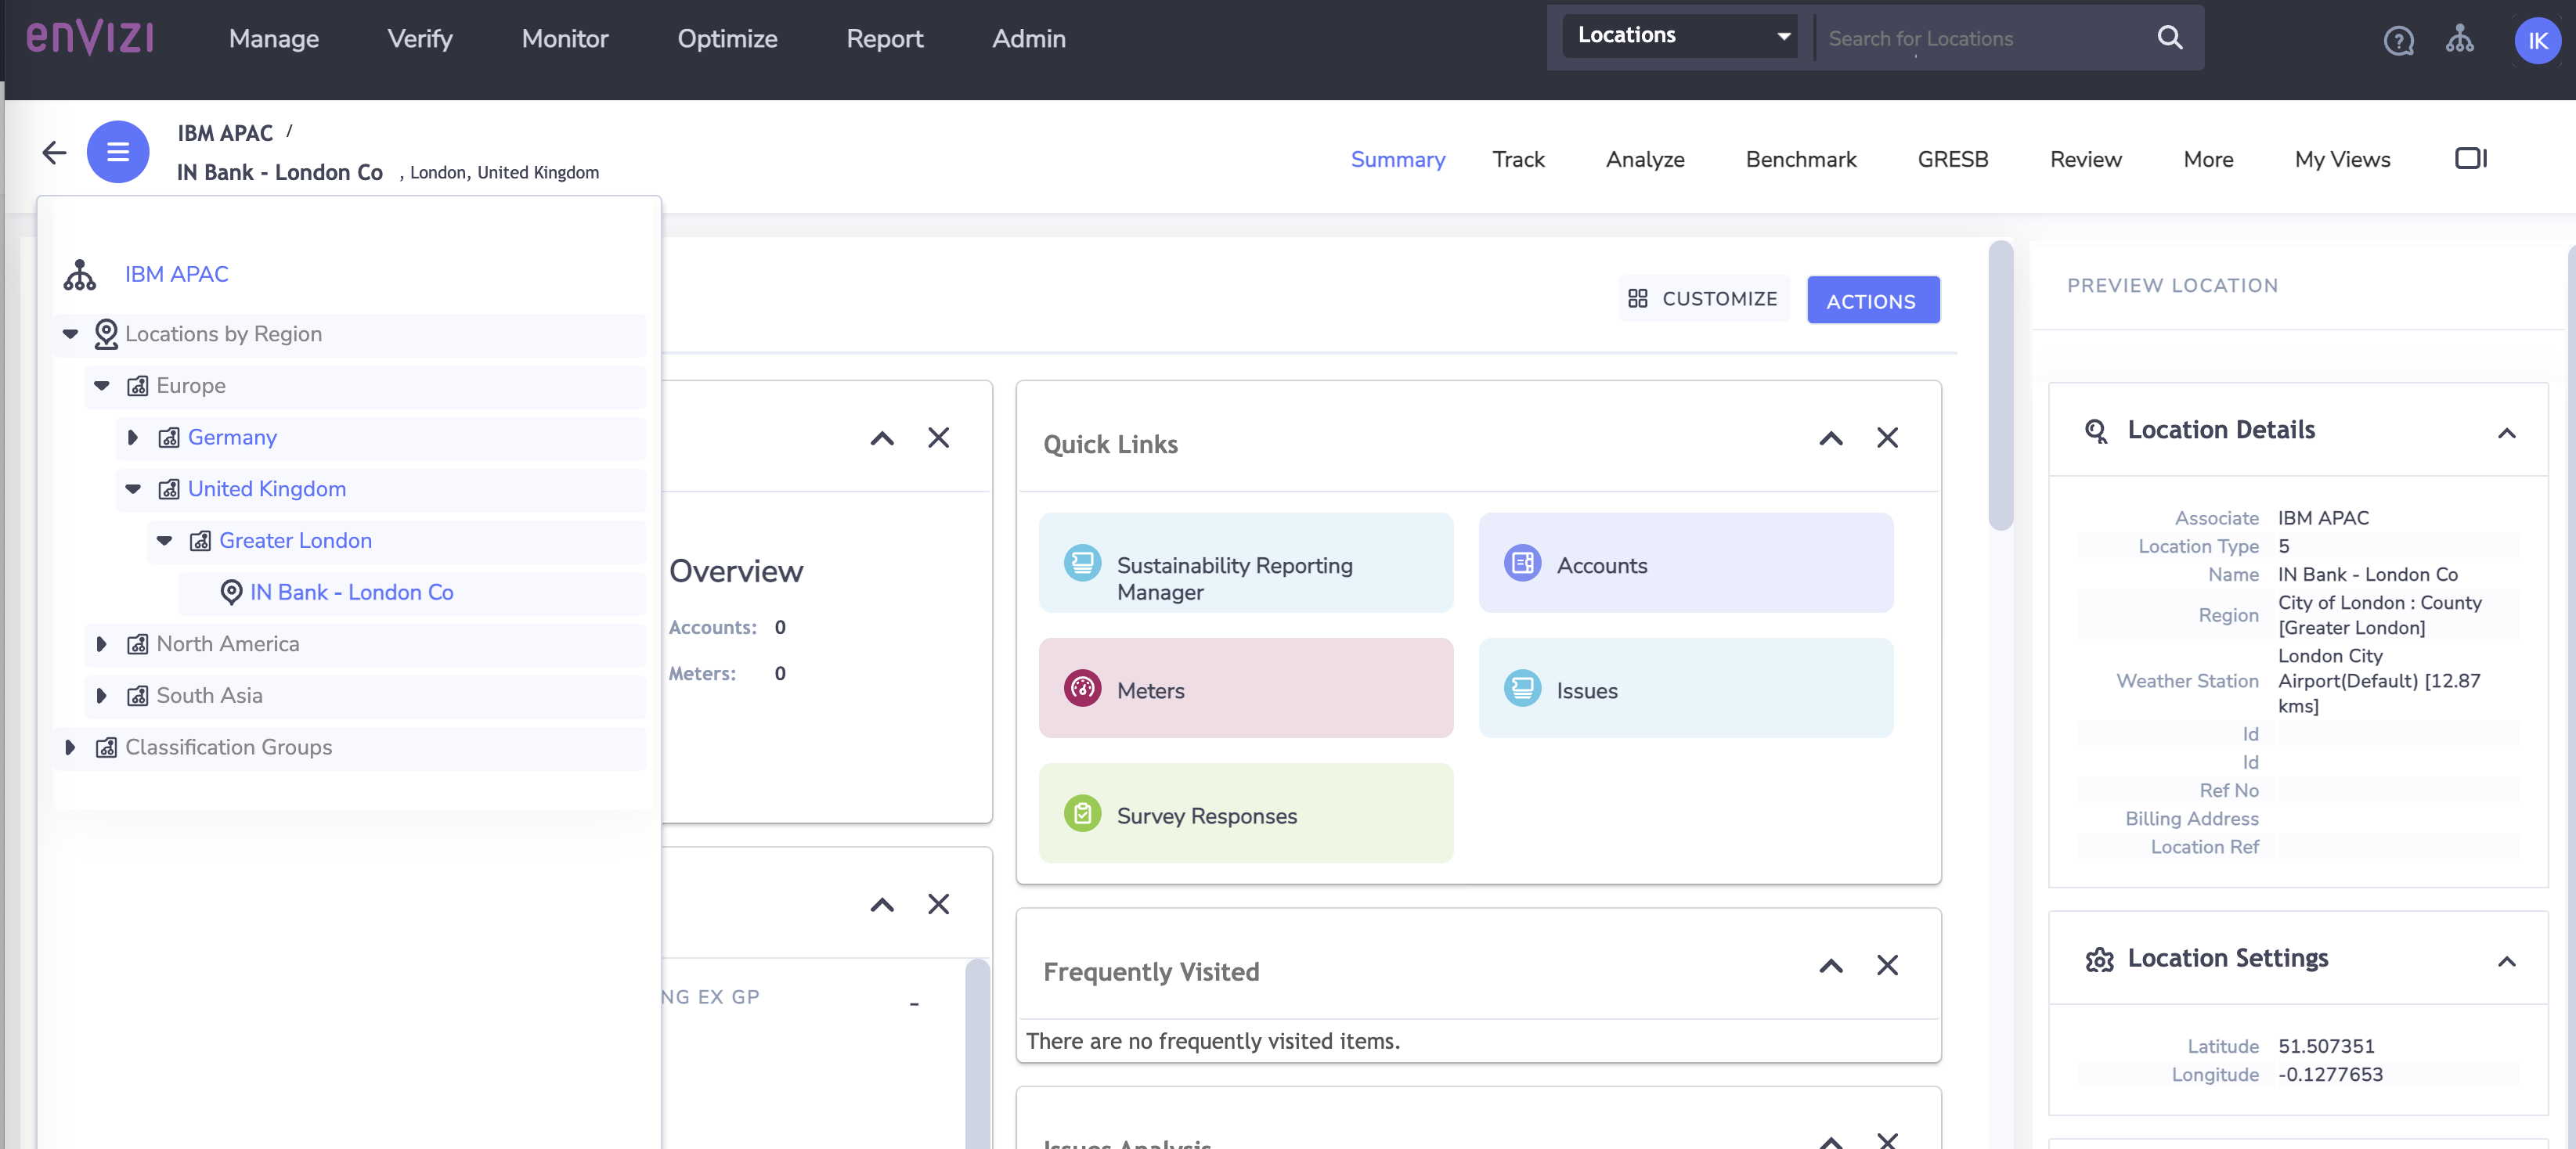 enVIZI
Manage
Verify
Monitor
Optimize
Report
Admin
Locations
Search for Locations
?
IK
IBM APAC /
IN Bank - London Co , London, United Kingdom
Summary
Track
Analyze
Benchmark
GRESB
Review
More
My Views
IBM APAC
Locations by Region
Europe
Germany
United Kingdom
Greater London
IN Bank - London Co
North America
South Asia
Classification Groups
CUSTOMIZE
ACTIONS
Overview
Accounts: 0
Meters: 0
NG EX GP
-
Quick Links
Sustainability Reporting
Manager
Accounts
Meters
Issues
Survey Responses
Frequently Visited
There are no frequently visited items.
Issues Analysis
PREVIEW LOCATION
Location Details
Associate IBM APAC
Location Type 5
Name IN Bank - London Co
Region City of London : County
[Greater London]
Weather Station London City
Airport(Default) [12.87
kms]
Id
Id
Ref No
Billing Address
Location Ref
Location Settings
Latitude 51.507351
Longitude -0.1277653